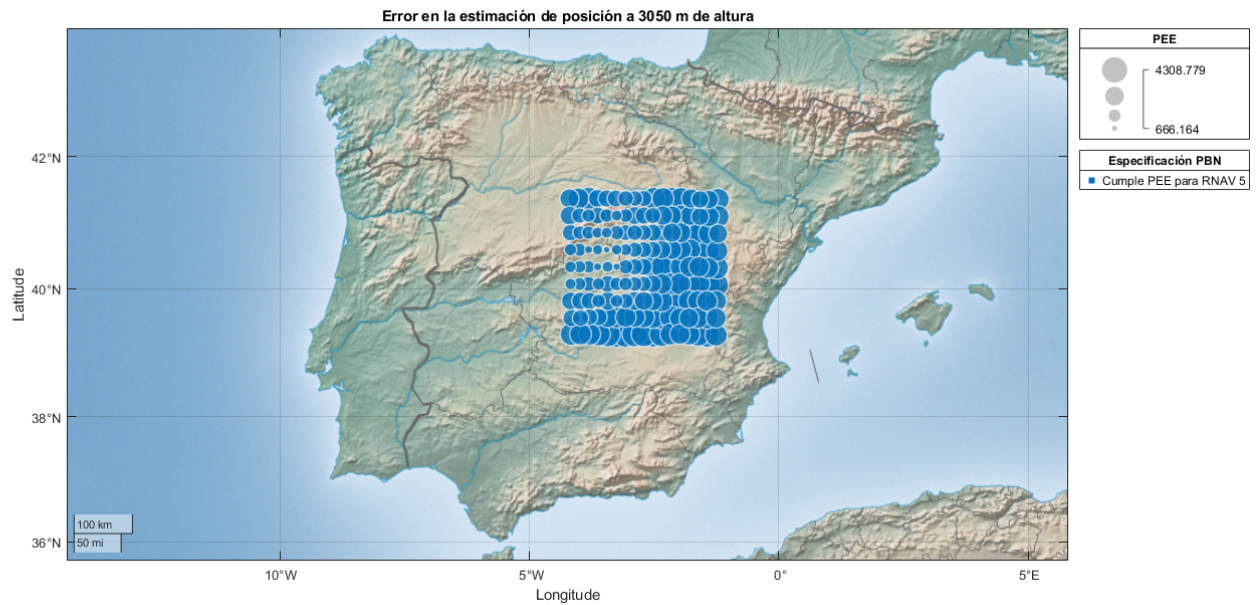 Error en la estimación de posición a 3050 m de altura
PEE
4308.779
666.164
Especificación PBN
Cumple PEE para RNAV 5
42°N
40°N
38°N
36°N
Latitude
100 km
50 mi
10°W
5°W
0°
5°E
Longitude